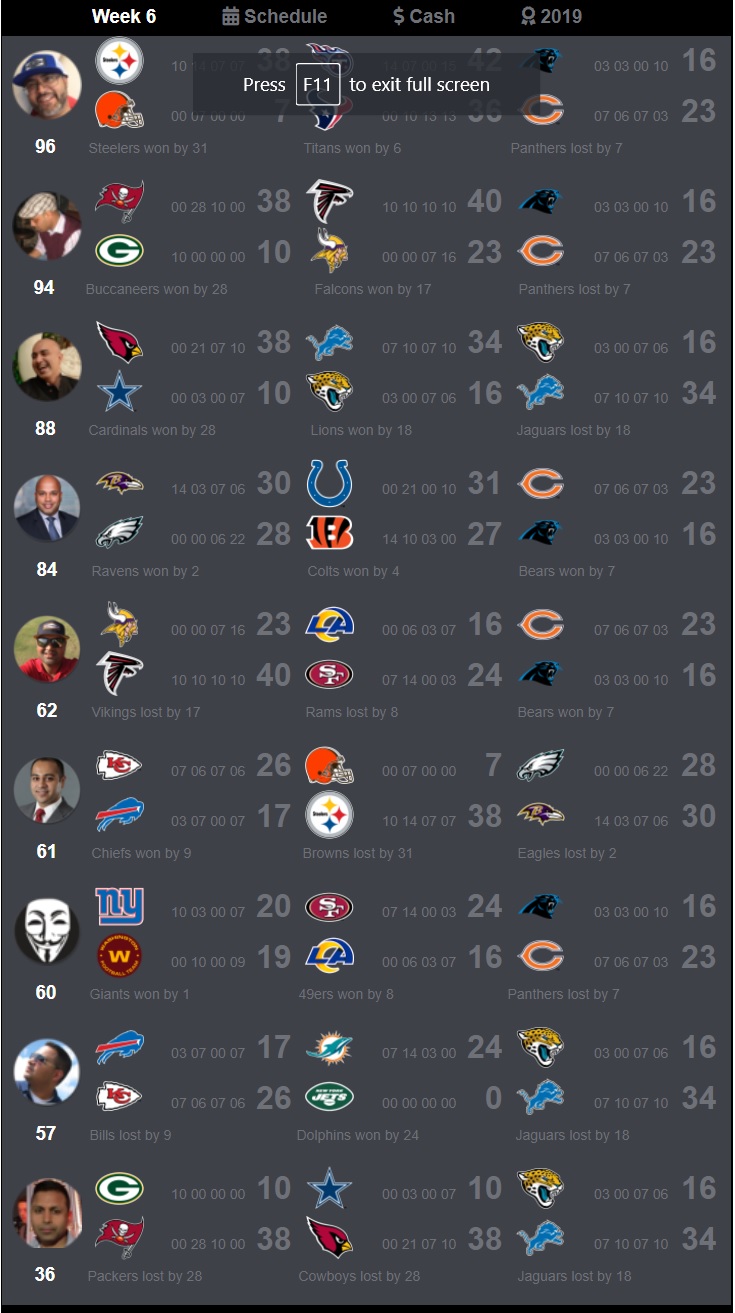 Week 6 Schedule Cash 2019
10 14 07 07 38 14 07 00 15 42 03 03 00 10 16
Press F11 to exit full screen
00 07 00 00 7 00 10 13 13 36 07 06 07 03 23
96 Steelers won by 31 Titans won by 6 Panthers lost by 7
00 28 10 00 38 10 10 10 10 40 03 03 00 10 16
10 00 00 00 10 00 00 07 16 23 07 06 07 03 23
94 Buccaneers won by 28 Falcons won by 17 Panthers lost by 7
00 21 07 10 38 07 10 07 10 34 03 00 07 06 16
00 03 00 07 10 03 00 07 06 16 07 10 07 10 34
88 Cardinals won by 28 Lions won by 18 Jaguars lost by 18
14 03 07 06 30 00 21 00 10 31 07 06 07 03 23
00 00 06 22 28 14 10 03 00 27 03 03 00 10 16
84 Ravens won by 2 Colts won by 4 Bears won by 7
00 00 07 16 23 00 06 03 07 16 07 06 07 03 23
10 10 10 10 40 07 14 00 03 24 03 03 00 10 16
62 Vikings lost by 17 Rams lost by 8 Bears won by 7
07 06 07 06 26 00 07 00 00 7 00 00 06 22 28
03 07 00 07 17 10 14 07 07 38 14 03 07 06 30
61 Chiefs won by 9 Browns lost by 31 Eagles lost by 2
10 03 00 07 20 07 14 00 03 24 03 03 00 10 16
00 10 00 09 19 00 06 03 07 16 07 06 07 03 23
60 Giants won by 1 49ers won by 8 Panthers lost by 7
03 07 00 07 17 07 14 03 00 24 03 00 07 06 16
07 06 07 06 26 00 00 00 00 0 07 10 07 10 34
57 Bills lost by 9 Dolphins won by 24 Jaguars lost by 18
10 00 00 00 10 00 03 00 07 10 03 00 07 06 16
00 28 10 00 38 00 21 07 10 38 07 10 07 10 34
36 Packers lost by 28 Cowboys lost by 28 Jaguars lost by 18